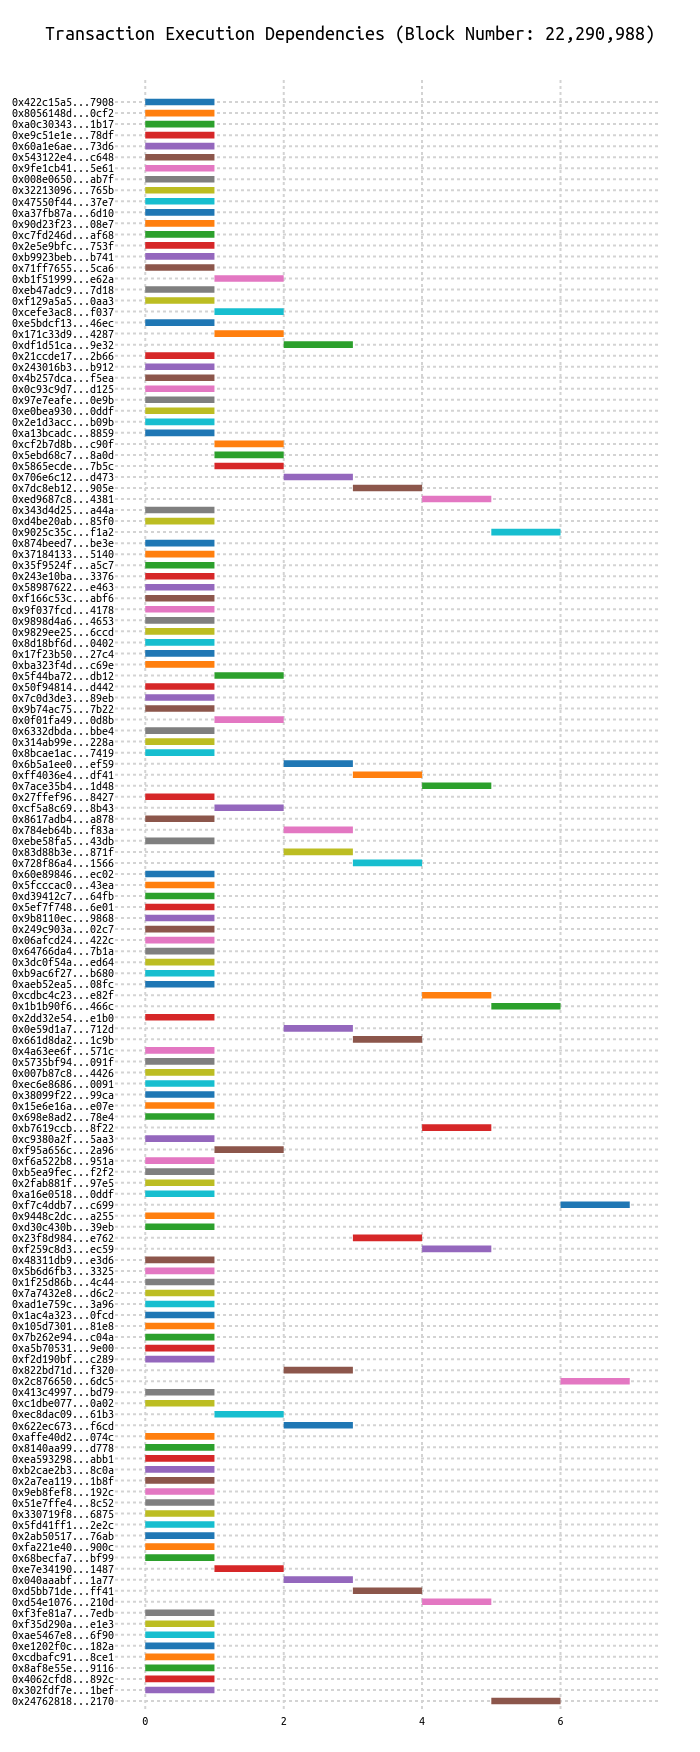 Transaction Execution Dependencies (Block Number: 22,290,988)
0x422c15a5...7908
0x8056148d...0cf2
0xa0c30343...1b17
0xe9c51e1e...78df
0x60a1e6ae...73d6
0x543122e4...c648
0x9fe1cb41...5e61
0x008e0650...ab7f
0x32213096...765b
0x47550f44...37e7
0xa37fb87a...6d10
0x90d23f23...08e7
0xc7fd246d...af68
0x2e5e9bfc...753f
0xb9923beb...b741
0x71ff7655...5ca6
0xb1f51999...e62a
0xeb47adc9...7d18
0xf129a5a5...0aa3
0xcefe3ac8...f037
0xe5bdcf13...46ec
0x171c33d9...4287
0xdf1d51ca...9e32
0x21ccde17...2b66
0x243016b3...b912
0x4b257dca...f5ea
0x0c93c9d7...d125
0x97e7eafe...0e9b
0xe0bea930...0ddf
0x2e1d3acc...b09b
0xa13bcadc...8859
0xcf2b7d8b...c90f
0x5ebd68c7...8a0d
0x5865ecde...7b5c
0x706e6c12...d473
0x7dc8eb12...905e
0xed9687c8...4381
0x343d4d25...a44a
0xd4be20ab...85f0
0x9025c35c...f1a2
0x874beed7...be3e
0x37184133...5140
0x35f9524f...a5c7
0x243e10ba...3376
0x58987622...e463
0xf166c53c...abf6
0x9f037fcd...4178
0x9898d4a6...4653
0x9829ee25...6ccd
0x8d18bf6d...0402
0x17f23b50...27c4
0xba323f4d...c69e
0x5f44ba72...db12
0x50f94814...d442
0x7c0d3de3...89eb
0x9b74ac75...7b22
0x0f01fa49...0d8b
0x6332dbda...bbe4
0x314ab99e...228a
0x8bcae1ac...7419
0x6b5a1ee0...ef59
0xff4036e4...df41
0x7ace35b4...1d48
0x27ffef96...8427
0xcf5a8c69...8b43
0x8617adb4...a878
0x784eb64b...f83a
0xebe58fa5...43db
0x83d88b3e...871f
0x728f86a4...1566
0x60e89846...ec02
0x5fcccac0...43ea
0xd39412c7...64fb
0x5ef7f748...6e01
0x9b8110ec...9868
0x249c903a...02c7
0x06afcd24...422c
0x64766da4...7b1a
0x3dc0f54a...ed64
0xb9ac6f27...b680
0xaeb52ea5...08fc
0xcdbc4c23...e82f
0x1b1b90f6...466c
0x2dd32e54...e1b0
0x0e59d1a7...712d
0x661d8da2...1c9b
0x4a63ee6f...571c
0x5735bf94...091f
0x007b87c8...4426
0xec6e8686...0091
0x38099f22...99ca
0x15e6e16a...e07e
0x698e8ad2...78e4
0xb7619ccb...8f22
0xc9380a2f...5aa3
0xf95a656c...2a96
0xf6a522b8...951a
0xb5ea9fec...f2f2
0x2fab881f...97e5
0xa16e0518...0ddf
0xf7c4ddb7...c699
0x9448c2dc...a255
0xd30c430b...39eb
0x23f8d984...e762
0xf259c8d3...ec59
0x48311db9...e3d6
0x5b6d6fb3...3325
0x1f25d86b...4c44
0x7a7432e8...d6c2
0xad1e759c...3a96
0x1ac4a323...0fcd
0x105d7301...81e8
0x7b262e94...c04a
0xa5b70531...9e00
0xf2d190bf...c289
0x822bd71d...f320
0x2c876650...6dc5
0x413c4997...bd79
0xc1dbe077...0a02
0xec8dac09...61b3
0x622ec673...f6cd
0xaffe40d2...074c
0x8140aa99...d778
0xea593298...abb1
0xb2cae2b3...8c0a
0x2a7ea119...1b8f
0x9eb8fef8...192c
0x51e7ffe4...8c52
0x330719f8...6875
0x5fd41ff1...2e2c
0x2ab50517...76ab
0xfa221e40...900c
0x68becfa7...bf99
0xe7e34190...1487
0x040aaabf...1a77
0xd5bb71de...ff41
0xd54e1076...210d
0xf3fe81a7...7edb
0xf35d290a...e1e3
0xae5467e8...6f90
0xe1202f0c...182a
0xcdbafc91...8ce1
0x8af8e55e...9116
0x4062cfd8...892c
0x302fdf7e...1bef
0x24762818...2170
0 2 4 6